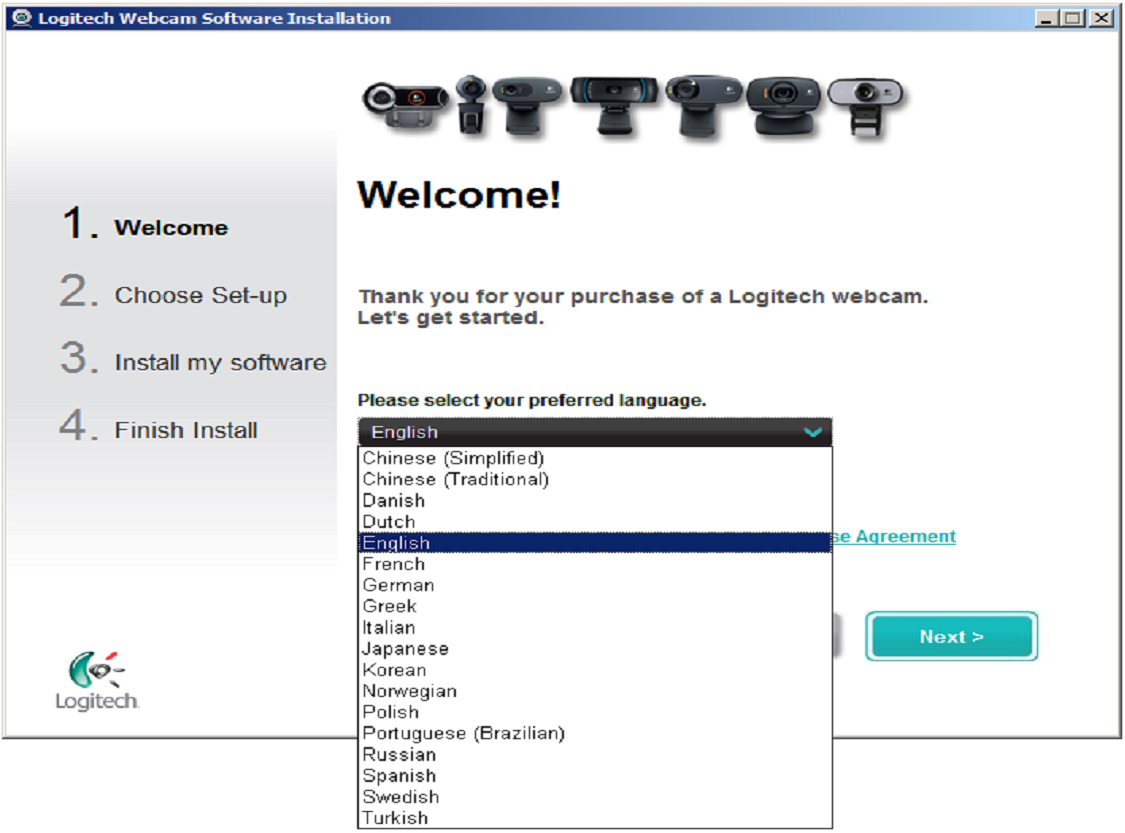 Logitech Webcam Software Installation
Welcome!
1. Welcome
2. Choose Set-up
3. Install my software
4. Finish Install
Thank you for your purchase of a Logitech webcam.
Let's get started.
Please select your preferred language.
English
Chinese (Simplified)
Chinese (Traditional)
Danish
Dutch
English
French
German
Greek
Italian
Japanese
Korean
Norwegian
Polish
Portuguese (Brazilian)
Russian
Spanish
Swedish
Turkish
se Agreement
Next >
Logitech